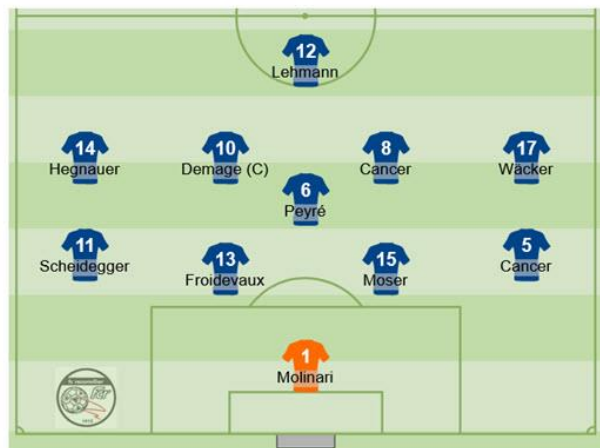 12
Lehmann
14
Hegnauer
10
Demage (C)
8
Cancer
17
Wäcker
6
Peyré
11
Scheidegger
13
Froidevaux
15
Moser
5
Cancer
1
Molinari